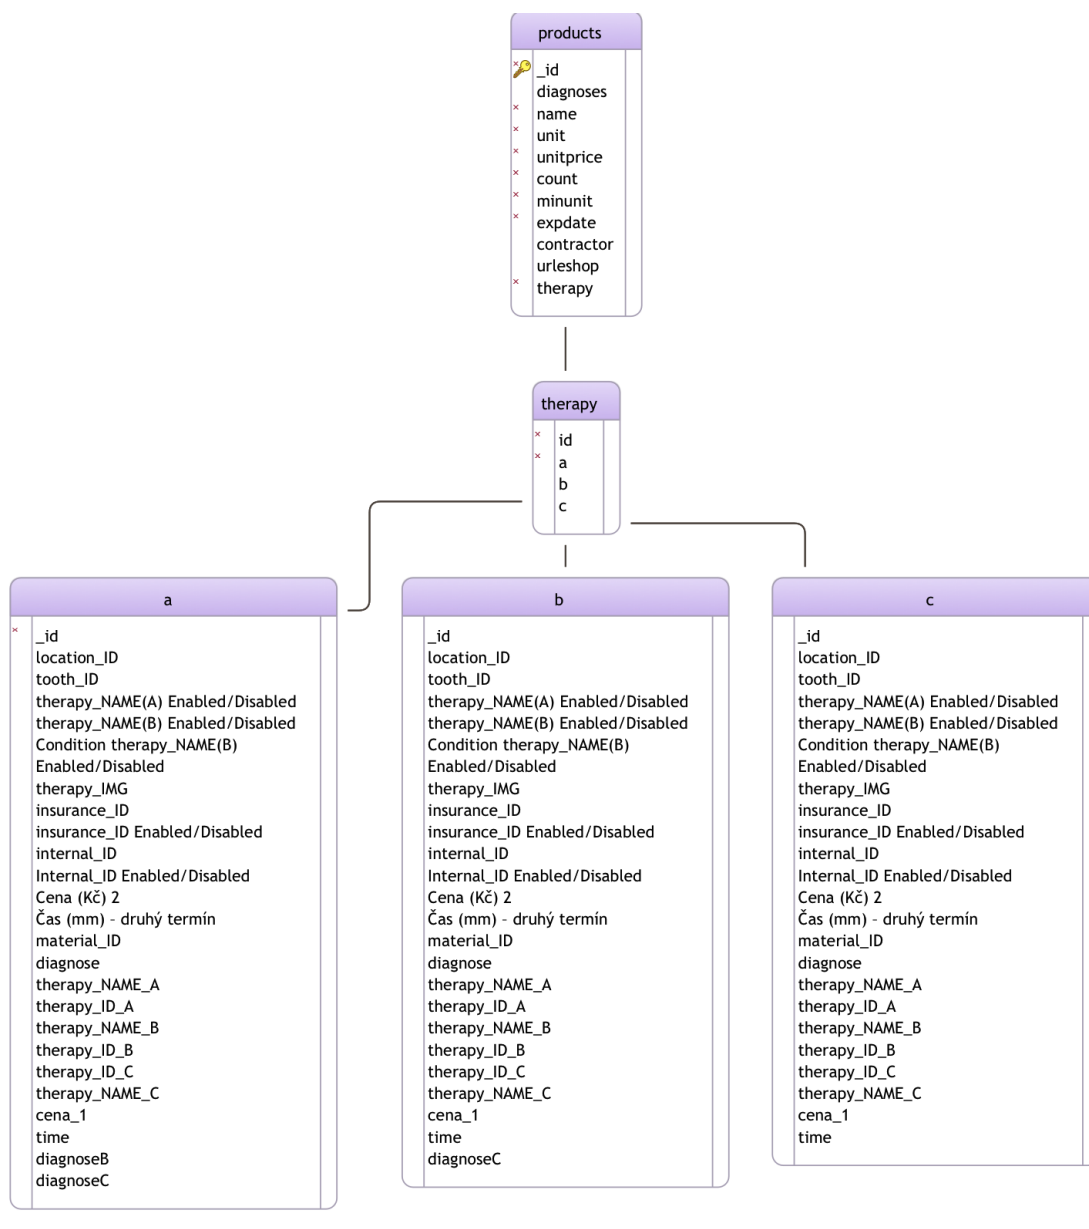 products
_id
diagnoses
name
unit
unitprice
count
minunit
expdate
contractor
urleshop
therapy
therapy
id
a
b
c
a
_id
location_ID
tooth_ID
therapy_NAME(A) Enabled/Disabled
therapy_NAME(B) Enabled/Disabled
Condition therapy_NAME(B)
Enabled/Disabled
therapy_IMG
insurance_ID
insurance_ID Enabled/Disabled
internal_ID
Internal_ID Enabled/Disabled
Cena (Kč) 2
Čas (mm) – druhý termín
material_ID
diagnose
therapy_NAME_A
therapy_ID_A
therapy_NAME_B
therapy_ID_B
therapy_ID_C
therapy_NAME_C
cena_1
time
diagnoseB
diagnoseC
b
_id
location_ID
tooth_ID
therapy_NAME(A) Enabled/Disabled
therapy_NAME(B) Enabled/Disabled
Condition therapy_NAME(B)
Enabled/Disabled
therapy_IMG
insurance_ID
insurance_ID Enabled/Disabled
internal_ID
Internal_ID Enabled/Disabled
Cena (Kč) 2
Čas (mm) – druhý termín
material_ID
diagnose
therapy_NAME_A
therapy_ID_A
therapy_NAME_B
therapy_ID_B
therapy_ID_C
therapy_NAME_C
cena_1
time
diagnoseC
c
_id
location_ID
tooth_ID
therapy_NAME(A) Enabled/Disabled
therapy_NAME(B) Enabled/Disabled
Condition therapy_NAME(B)
Enabled/Disabled
therapy_IMG
insurance_ID
insurance_ID Enabled/Disabled
internal_ID
Internal_ID Enabled/Disabled
Cena (Kč) 2
Čas (mm) – druhý termín
material_ID
diagnose
therapy_NAME_A
therapy_ID_A
therapy_NAME_B
therapy_ID_B
therapy_ID_C
therapy_NAME_C
cena_1
time